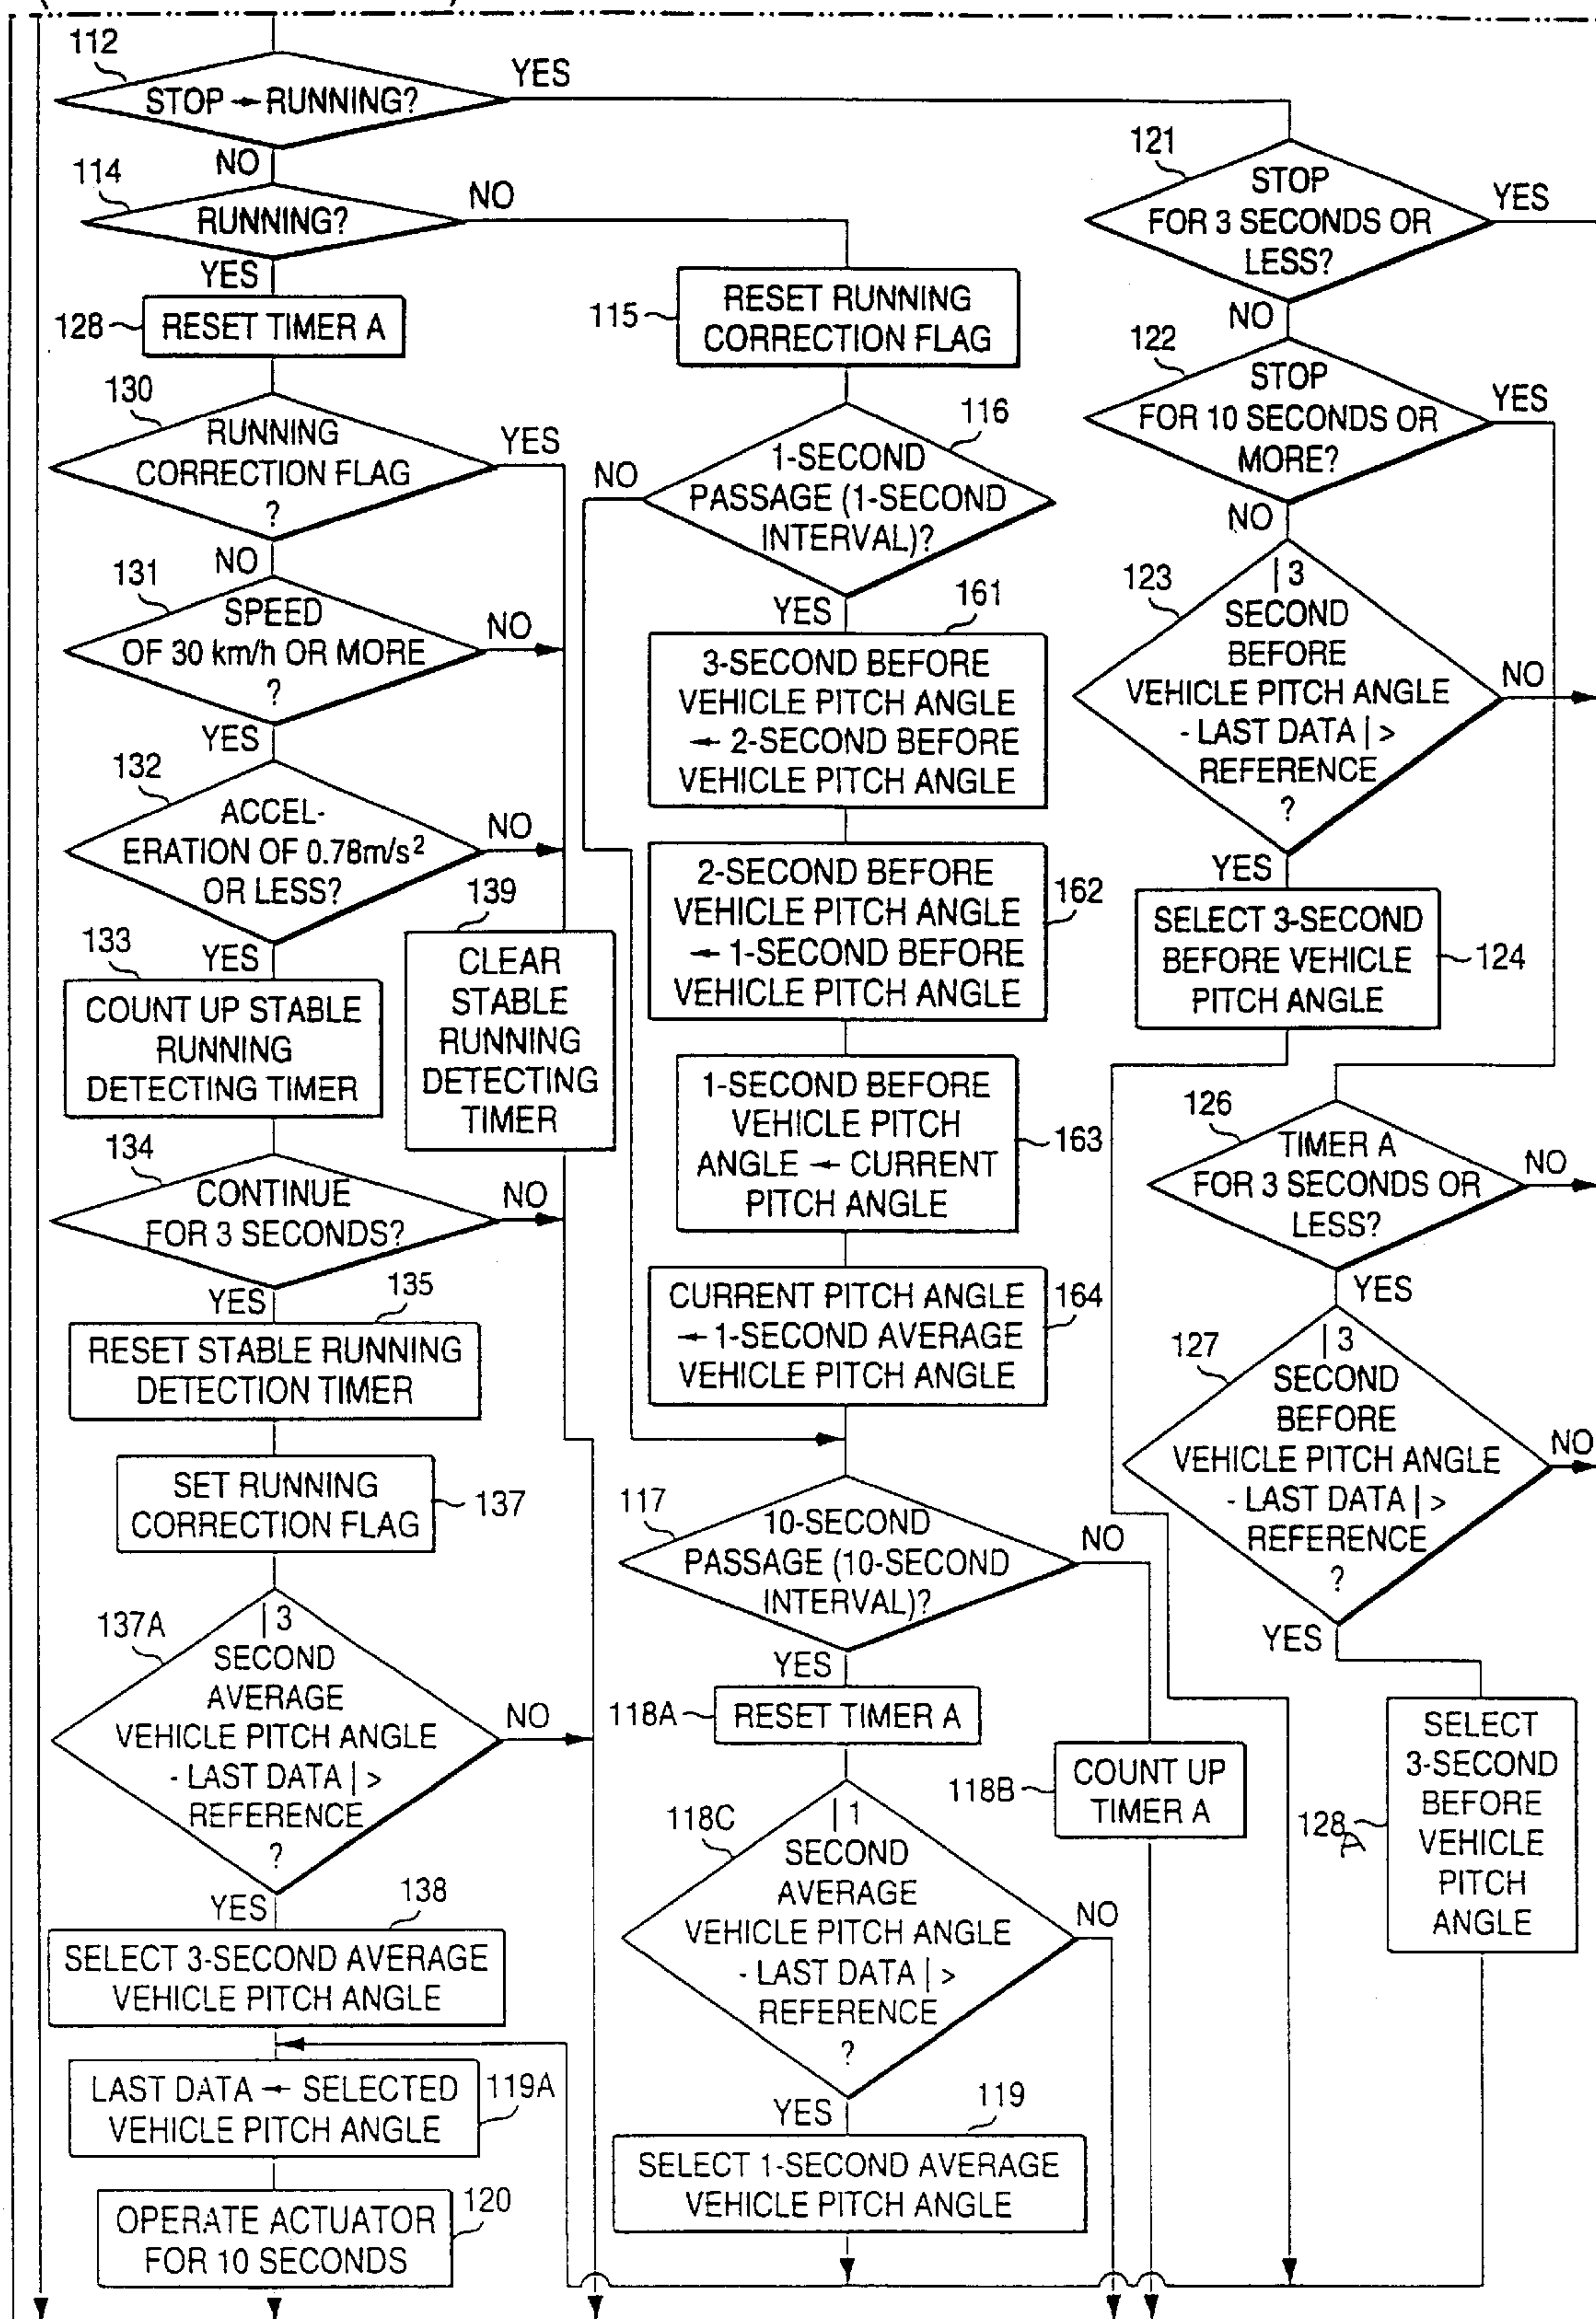 112
STOP ← RUNNING?
YES
NO
114
RUNNING?
NO
YES
128
RESET TIMER A
130
RUNNING
CORRECTION FLAG
?
YES
NO
131
SPEED
OF 30 km/h OR MORE
?
NO
YES
132
ACCEL-
ERATION OF 0.78m/s²
OR LESS?
NO
YES
133
COUNT UP STABLE
RUNNING
DETECTING TIMER
139
CLEAR
STABLE
RUNNING
DETECTING
TIMER
134
CONTINUE
FOR 3 SECONDS?
NO
YES
135
RESET STABLE RUNNING
DETECTION TIMER
SET RUNNING
CORRECTION FLAG
137
137A
| 3
SECOND
AVERAGE
VEHICLE PITCH ANGLE
- LAST DATA | >
REFERENCE
?
NO
YES
138
SELECT 3-SECOND AVERAGE
VEHICLE PITCH ANGLE
LAST DATA ← SELECTED
VEHICLE PITCH ANGLE
119A
OPERATE ACTUATOR
FOR 10 SECONDS
120
115
RESET RUNNING
CORRECTION FLAG
116
1-SECOND
PASSAGE (1-SECOND
INTERVAL)?
NO
YES
161
3-SECOND BEFORE
VEHICLE PITCH ANGLE
← 2-SECOND BEFORE
VEHICLE PITCH ANGLE
2-SECOND BEFORE
VEHICLE PITCH ANGLE
← 1-SECOND BEFORE
VEHICLE PITCH ANGLE
162
1-SECOND BEFORE
VEHICLE PITCH
ANGLE ← CURRENT
PITCH ANGLE
163
CURRENT PITCH ANGLE
← 1-SECOND AVERAGE
VEHICLE PITCH ANGLE
164
117
10-SECOND
PASSAGE (10-SECOND
INTERVAL)?
NO
YES
118A
RESET TIMER A
118B
COUNT UP
TIMER A
118C
| 1
SECOND
AVERAGE
VEHICLE PITCH ANGLE
- LAST DATA | >
REFERENCE
?
NO
YES
119
SELECT 1-SECOND AVERAGE
VEHICLE PITCH ANGLE
121
STOP
FOR 3 SECONDS OR
LESS?
YES
NO
122
STOP
FOR 10 SECONDS OR
MORE?
YES
NO
123
| 3
SECOND
BEFORE
VEHICLE PITCH ANGLE
- LAST DATA | >
REFERENCE
?
NO
YES
SELECT 3-SECOND
BEFORE VEHICLE
PITCH ANGLE
124
126
TIMER A
FOR 3 SECONDS OR
LESS?
NO
YES
127
| 3
SECOND
BEFORE
VEHICLE PITCH ANGLE
- LAST DATA | >
REFERENCE
?
NO
YES
128A
SELECT
3-SECOND
BEFORE
VEHICLE
PITCH
ANGLE